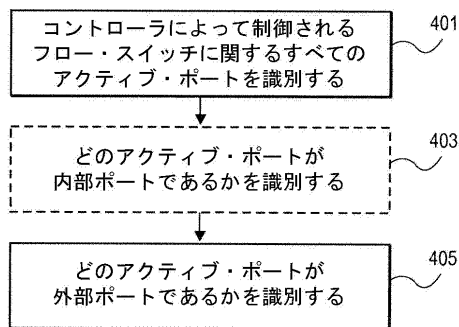 コントローラによって制御される
フロー・スイッチに関するすべての
アクティブ・ポートを識別する
401
どのアクティブ・ポートが
内部ポートであるかを識別する
403
どのアクティブ・ポートが
外部ポートであるかを識別する
405